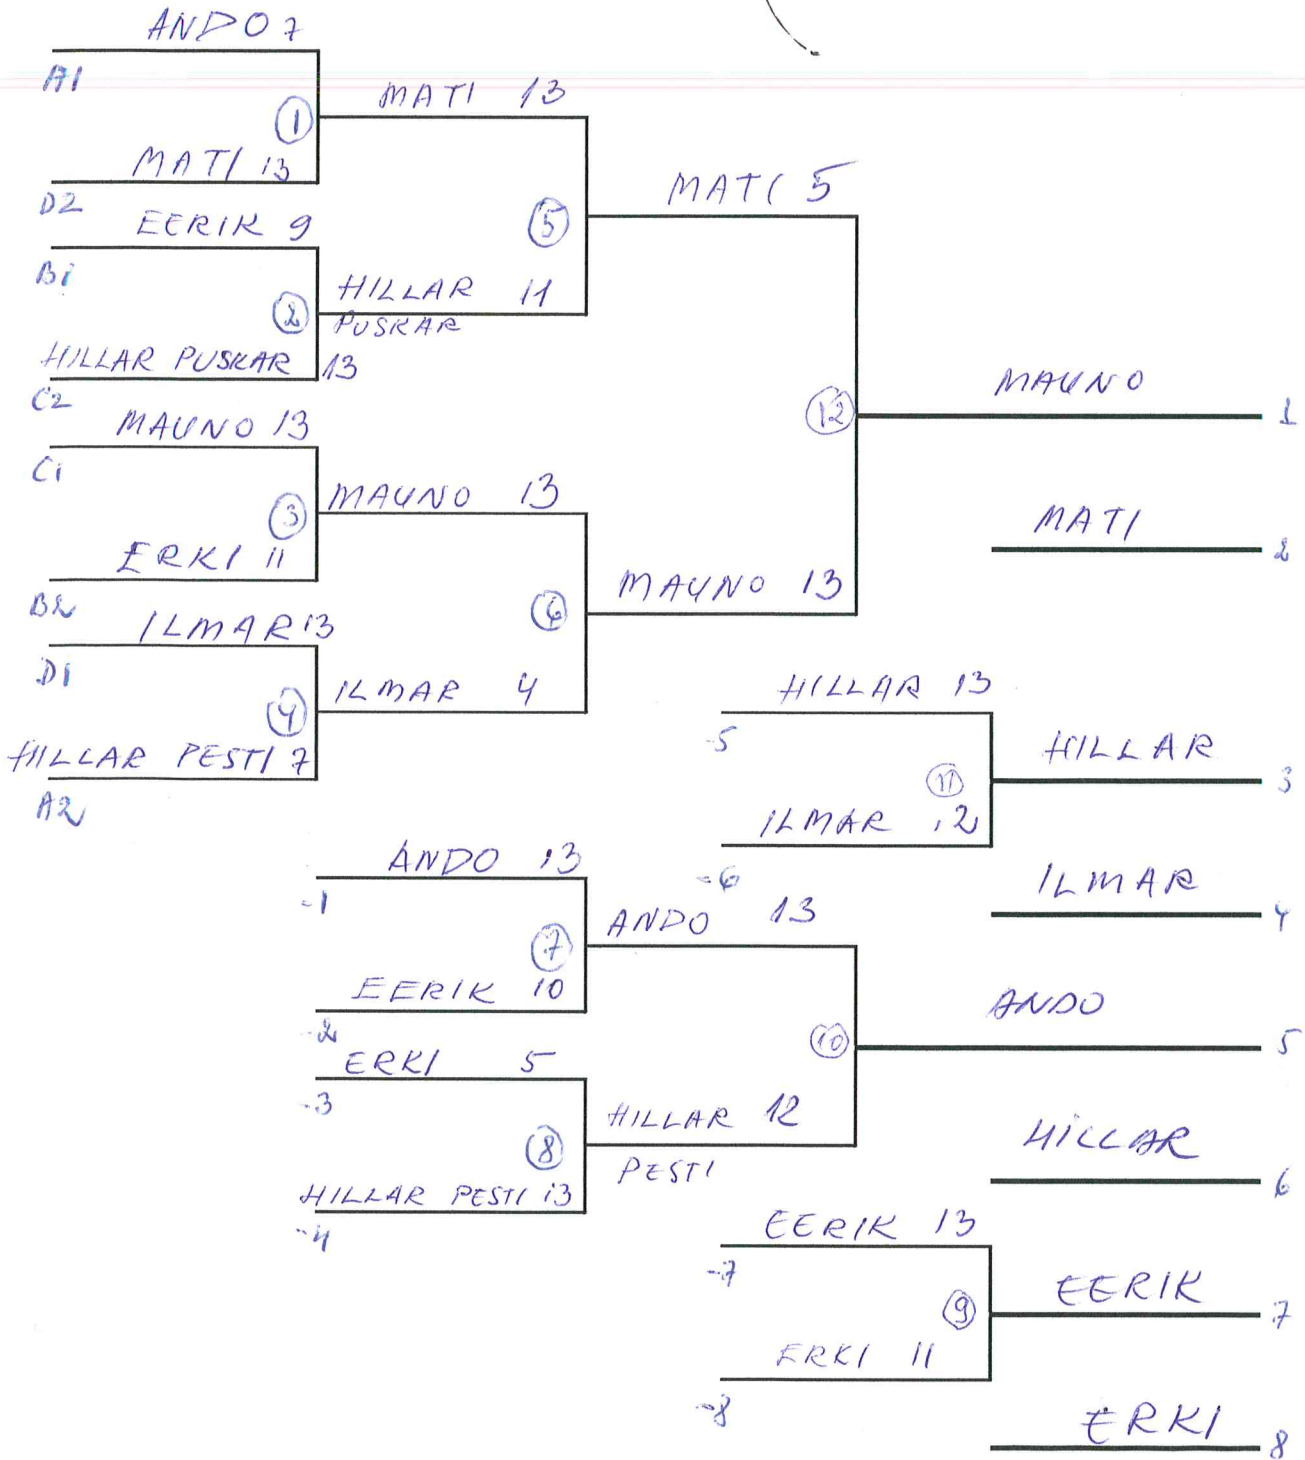 ANDO 7
A1
MATI 13
1
MATI 13
D2
MATI 5
EERIK 9
5
B1
HILLAR 11
2
PUSKAR
HILLAR PUSKAR 13
MAUNO
C2
12
1
MAUNO 13
C1
MAUNO 13
3
MATI
ERKI 11
2
B2
MAUNO 13
6
ILMAR 13
D1
ILMAR 4
HILLAR 13
4
-5
HILLAR
HILLAR PESTI 7
11
3
A2
ILMAR 12
ANDO 13
-6
ILMAR
-1
ANDO 13
4
7
EERIK 10
ANDO
-2
10
5
ERKI 5
-3
HILLAR 12
8
HILLAR
PESTI
6
HILLAR PESTI 13
-4
EERIK 13
-7
EERIK
9
7
ERKI 11
-8
ERKI
8